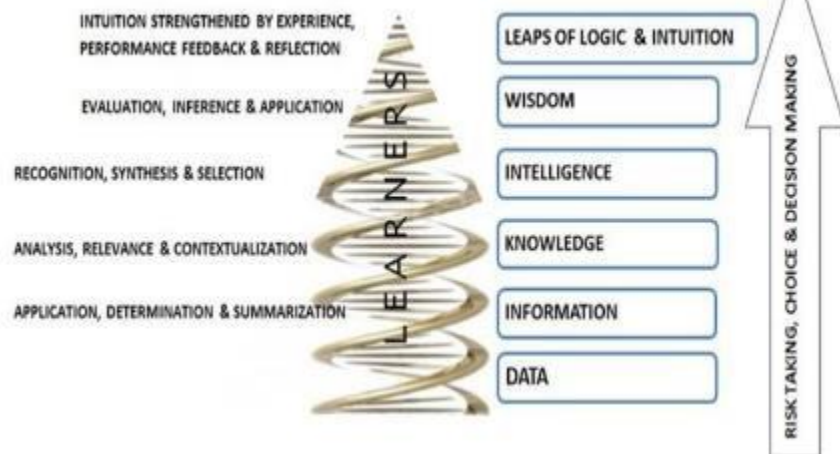 INTUITION STRENGTHENED BY EXPERIENCE,
PERFORMANCE FEEDBACK & REFLECTION
LEAPS OF LOGIC & INTUITION
EVALUATION, INFERENCE & APPLICATION
WISDOM
RECOGNITION, SYNTHESIS & SELECTION
INTELLIGENCE
ANALYSIS, RELEVANCE & CONTEXTUALIZATION
KNOWLEDGE
APPLICATION, DETERMINATION & SUMMARIZATION
INFORMATION
DATA
LEARNERS
RISK TAKING, CHOICE & DECISION MAKING